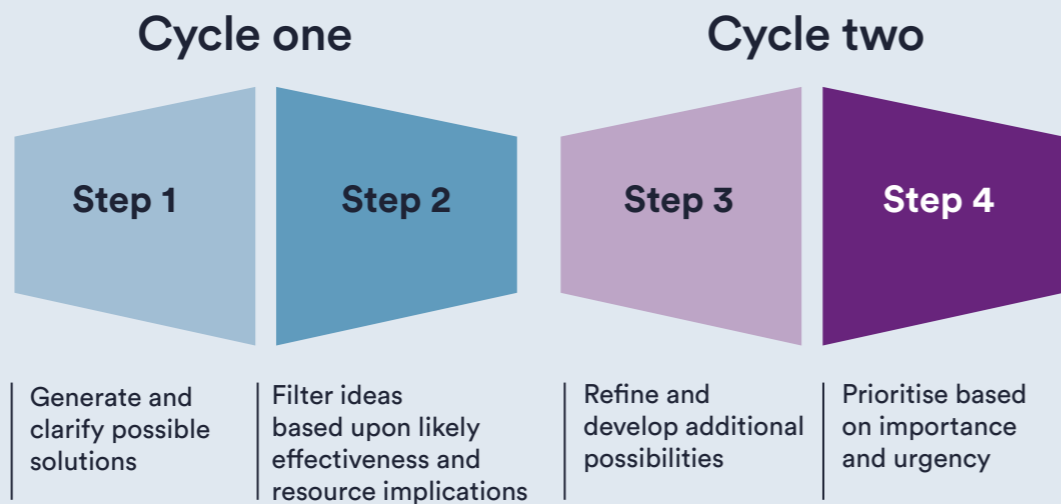 Cycle one
Cycle two
Step 1
Step 2
Step 3
Step 4
Generate and
clarify possible
solutions
Filter ideas
based upon likely
effectiveness and
resource implications
Refine and
develop additional
possibilities
Prioritise based
on importance
and urgency